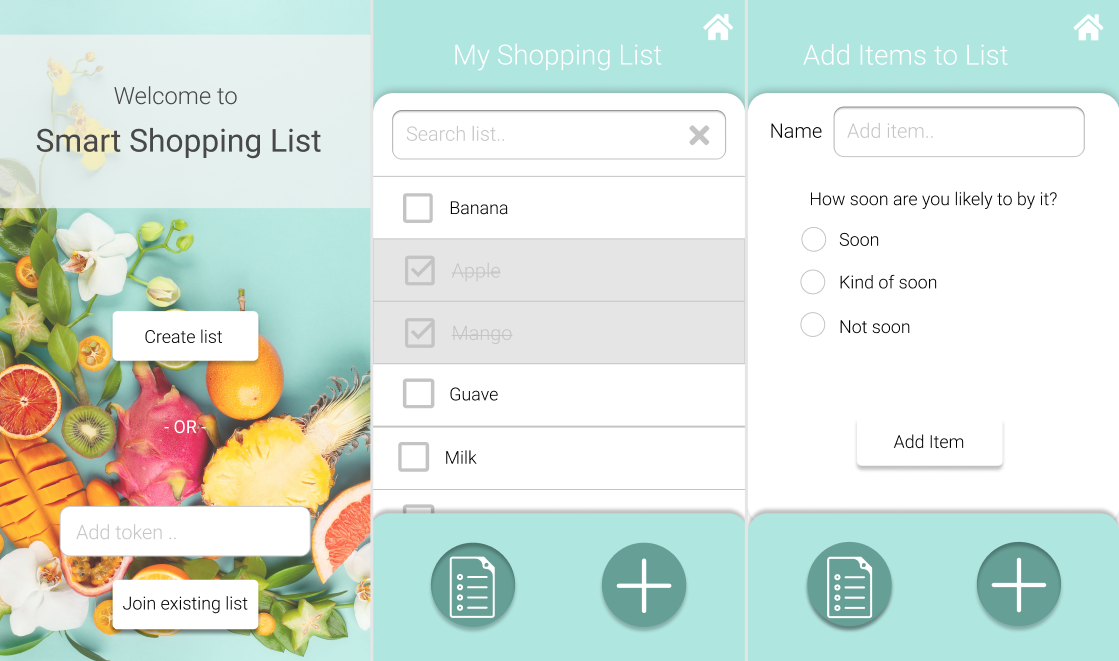 Welcome to
Smart Shopping List
Create list
- OR -
Add token ..
Join existing list
My Shopping List
Search list..
Banana
Apple
Mango
Guave
Milk
Add Items to List
Name
Add item..
How soon are you likely to by it?
Soon
Kind of soon
Not soon
Add Item